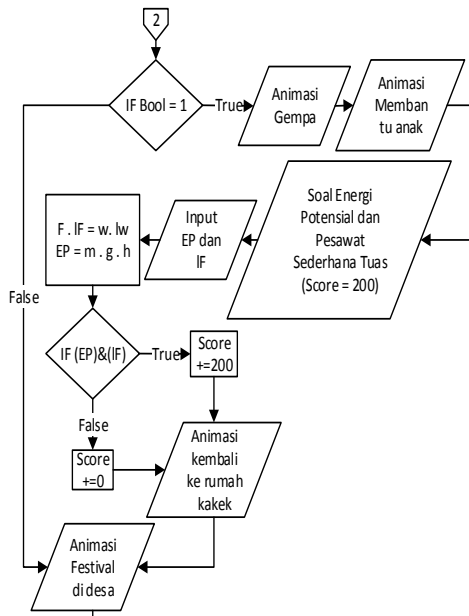 2
IF Bool = 1
True
Animasi
Gempa
Animasi
Memban
tu anak
Soal Energi
Potensial dan
Pesawat
Sederhana Tuas
(Score = 200)
Input
EP dan
lF
F . lF = w. lw
EP = m . g . h
False
IF (EP)&(lF)
True
Score
+=200
False
Score
+=0
Animasi
kembali
ke rumah
kakek
Animasi
Festival
di desa